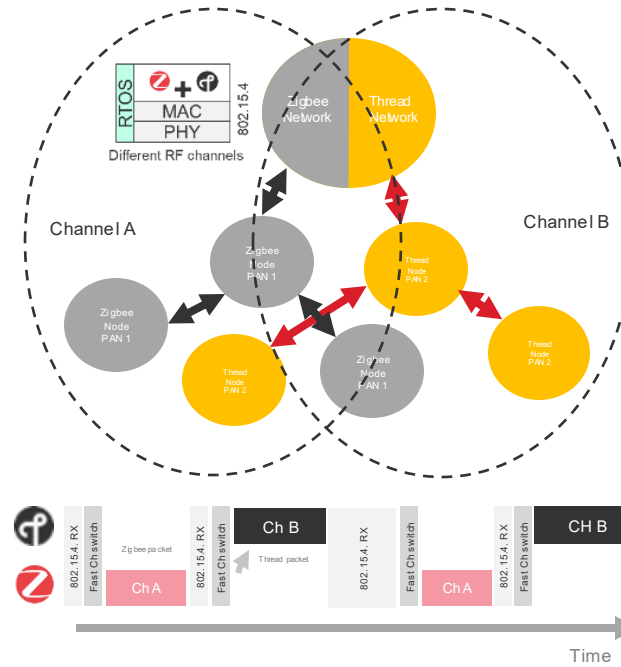 RTOS
+
MAC
PHY
802.15.4
Different RF channels
Zigbee
Network
Thread
Network
Channel A
Channel B
Zigbee
Node
PAN 1
Thread
Node
PAN 2
Zigbee
Node
PAN 1
Thread
Node
PAN 2
Zigbee
Node
PAN 1
Thread
Node
PAN 2
802.15.4. RX
Fast Ch switch
Zigbee packet
Ch A
802.15.4. RX
Fast Ch switch
Ch B
Thread packet
802.15.4. RX
Fast Ch switch
Ch A
802.15.4. RX
Fast Ch switch
CH B
Time